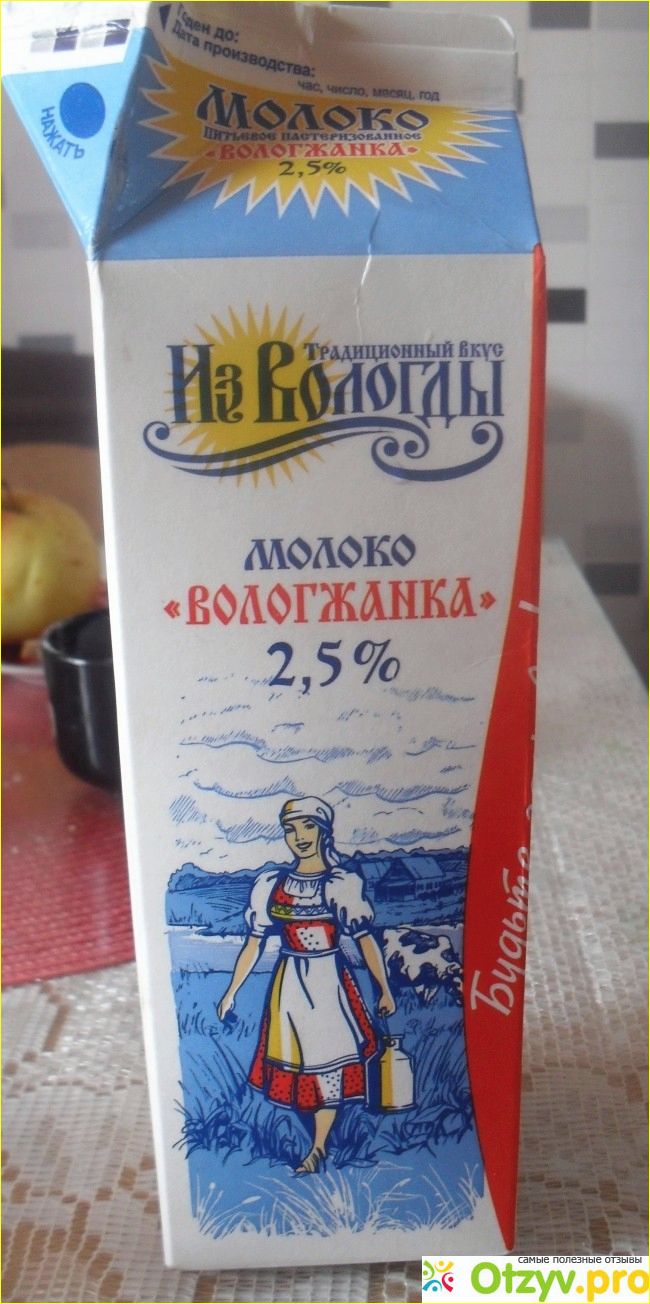 Годен до:
Дата производства:
час, число, месяц, год
НАЖАТЬ
МОЛОКО
ПИТЬЕВОЕ ПАСТЕРИЗОВАННОЕ
«ВОЛОГЖАНКА»
2,5%
ТРАДИЦИОННЫЙ ВКУС
ИЗ ВОЛОГДЫ
МОЛОКО
«ВОЛОГЖАНКА»
2,5%
Будьте
самые полезные отзывы
Otzyv.pro